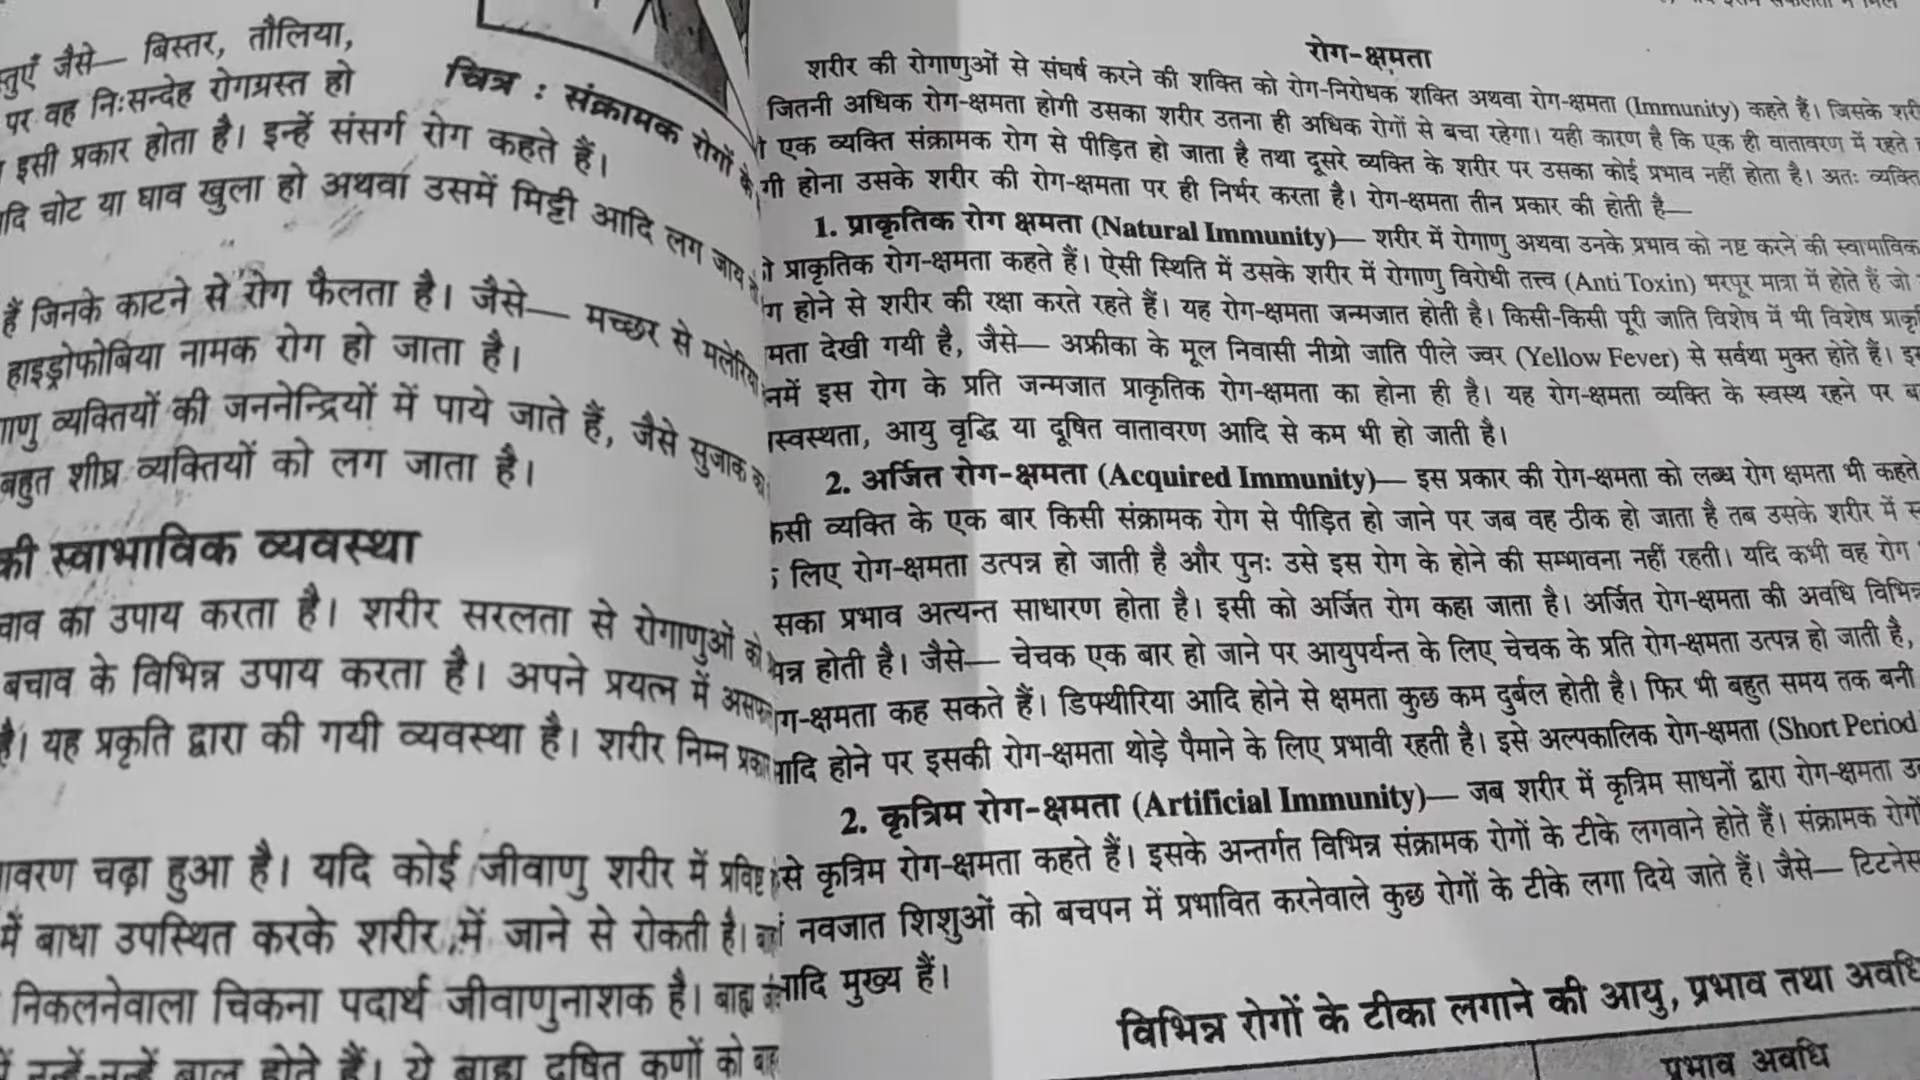 जैसे— बिस्तर, तौलिया,
पर वह निःसन्देह रोगग्रस्त हो
चित्र : संक्रामक रोगों के
इसी प्रकार होता है। इन्हें संसर्ग रोग कहते हैं।
चोट या घाव खुला हो अथवा उसमें मिट्टी आदि लग जाय
हैं जिनके काटने से रोग फैलता है। जैसे— मच्छर से मलेरिया
हाइड्रोफोबिया नामक रोग हो जाता है।
व्यक्तियों की जननेन्द्रियों में पाये जाते हैं, जैसे सुजाक
बहुत शीघ्र व्यक्तियों को लग जाता है।
की स्वाभाविक व्यवस्था
का उपाय करता है। शरीर सरलता से रोगाणुओं को
बचाव के विभिन्न उपाय करता है। अपने प्रयत्न में
है। यह प्रकृति द्वारा की गयी व्यवस्था है। शरीर निम्न प्रकार
चढ़ा हुआ है। यदि कोई जीवाणु शरीर में प्रविष्ट
में बाधा उपस्थित करके शरीर में जाने से रोकती है।
निकलनेवाला चिकना पदार्थ जीवाणुनाशक है। बाह्य
नन्हें-नन्हें बाल होते हैं। ये बाह्य दूषित कणों को
रोग-क्षमता
शरीर की रोगाणुओं से संघर्ष करने की शक्ति को रोग-निरोधक शक्ति अथवा रोग-क्षमता (Immunity) कहते हैं। जिसके
जितनी अधिक रोग-क्षमता होगी उसका शरीर उतना ही अधिक रोगों से बचा रहेगा। यही कारण है कि एक ही वातावरण में रहते
एक व्यक्ति संक्रामक रोग से पीड़ित हो जाता है तथा दूसरे व्यक्ति के शरीर पर उसका कोई प्रभाव नहीं होता है। अतः व्यक्ति
होना उसके शरीर की रोग-क्षमता पर ही निर्भर करता है। रोग-क्षमता तीन प्रकार की होती है—
1. प्राकृतिक रोग क्षमता (Natural Immunity)— शरीर में रोगाणु अथवा उनके प्रभाव को नष्ट करने की स्वाभाविक
प्राकृतिक रोग-क्षमता कहते हैं। ऐसी स्थिति में उसके शरीर में रोगाणु विरोधी तत्त्व (Anti Toxin) भरपूर मात्रा में होते हैं जो
होने से शरीर की रक्षा करते रहते हैं। यह रोग-क्षमता जन्मजात होती है। किसी-किसी पूरी जाति विशेष में भी विशेष
देखी गयी है, जैसे— अफ्रीका के मूल निवासी नीग्रो जाति पीले ज्वर (Yellow Fever) से सर्वथा मुक्त होते हैं।
इस रोग के प्रति जन्मजात प्राकृतिक रोग-क्षमता का होना ही है। यह रोग-क्षमता व्यक्ति के स्वस्थ रहने पर
आयु वृद्धि या दूषित वातावरण आदि से कम भी हो जाती है।
2. अर्जित रोग-क्षमता (Acquired Immunity)— इस प्रकार की रोग-क्षमता को लब्ध रोग क्षमता भी कहते
व्यक्ति के एक बार किसी संक्रामक रोग से पीड़ित हो जाने पर जब वह ठीक हो जाता है तब उसके शरीर में
लिए रोग-क्षमता उत्पन्न हो जाती है और पुनः उसे इस रोग के होने की सम्भावना नहीं रहती। यदि कभी वह रोग
प्रभाव अत्यन्त साधारण होता है। इसी को अर्जित रोग कहा जाता है। अर्जित रोग-क्षमता की अवधि
होती है। जैसे— चेचक एक बार हो जाने पर आयुपर्यन्त के लिए चेचक के प्रति रोग-क्षमता उत्पन्न हो जाती है,
कह सकते हैं। डिफ्थीरिया आदि होने से क्षमता कुछ कम दुर्बल होती है। फिर भी बहुत समय तक बनी
होने पर इसकी रोग-क्षमता थोड़े पैमाने के लिए प्रभावी रहती है। इसे अल्पकालिक रोग-क्षमता (Short Period
2. कृत्रिम रोग-क्षमता (Artificial Immunity)— जब शरीर में कृत्रिम साधनों द्वारा रोग-क्षमता
कृत्रिम रोग-क्षमता कहते हैं। इसके अन्तर्गत विभिन्न संक्रामक रोगों के टीके लगवाने होते हैं। संक्रामक रोगों
नवजात शिशुओं को बचपन में प्रभावित करनेवाले कुछ रोगों के टीके लगा दिये जाते हैं। जैसे—
मुख्य हैं।
विभिन्न रोगों के टीका लगाने की आयु, प्रभाव तथा अवधि
प्रभाव अवधि